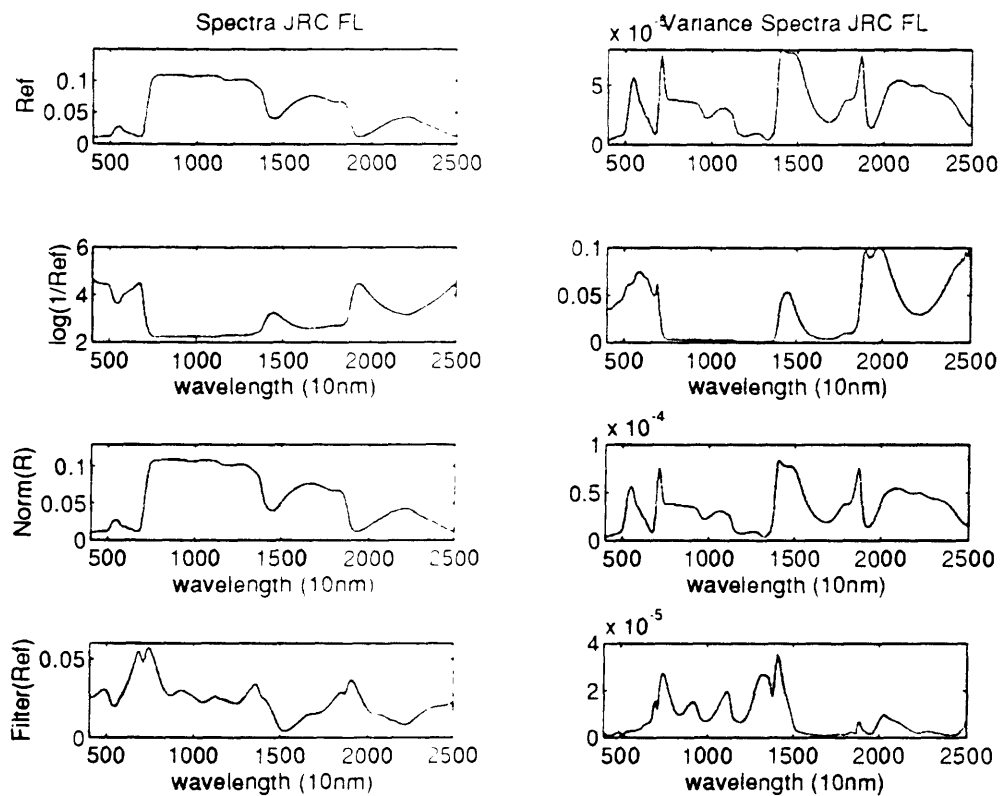 Spectra JRC FL
Variance Spectra JRC FL
Ref
0.1
0.05
0
500 1000 1500 2000 2500
x 10⁻⁵
5
0
500 1000 1500 2000 2500
log(1/Ref)
6
4
2
500 1000 1500 2000 2500
wavelength (10nm)
0.1
0.05
0
500 1000 1500 2000 2500
wavelength (10nm)
Norm(R)
0.1
0.05
0
500 1000 1500 2000 2500
wavelength (10nm)
1 x 10⁻⁴
0.5
0
500 1000 1500 2000 2500
wavelength (10nm)
Filter(Ref)
0.05
0
500 1000 1500 2000 2500
wavelength (10nm)
4 x 10⁻⁵
2
0
500 1000 1500 2000 2500
wavelength (10nm)